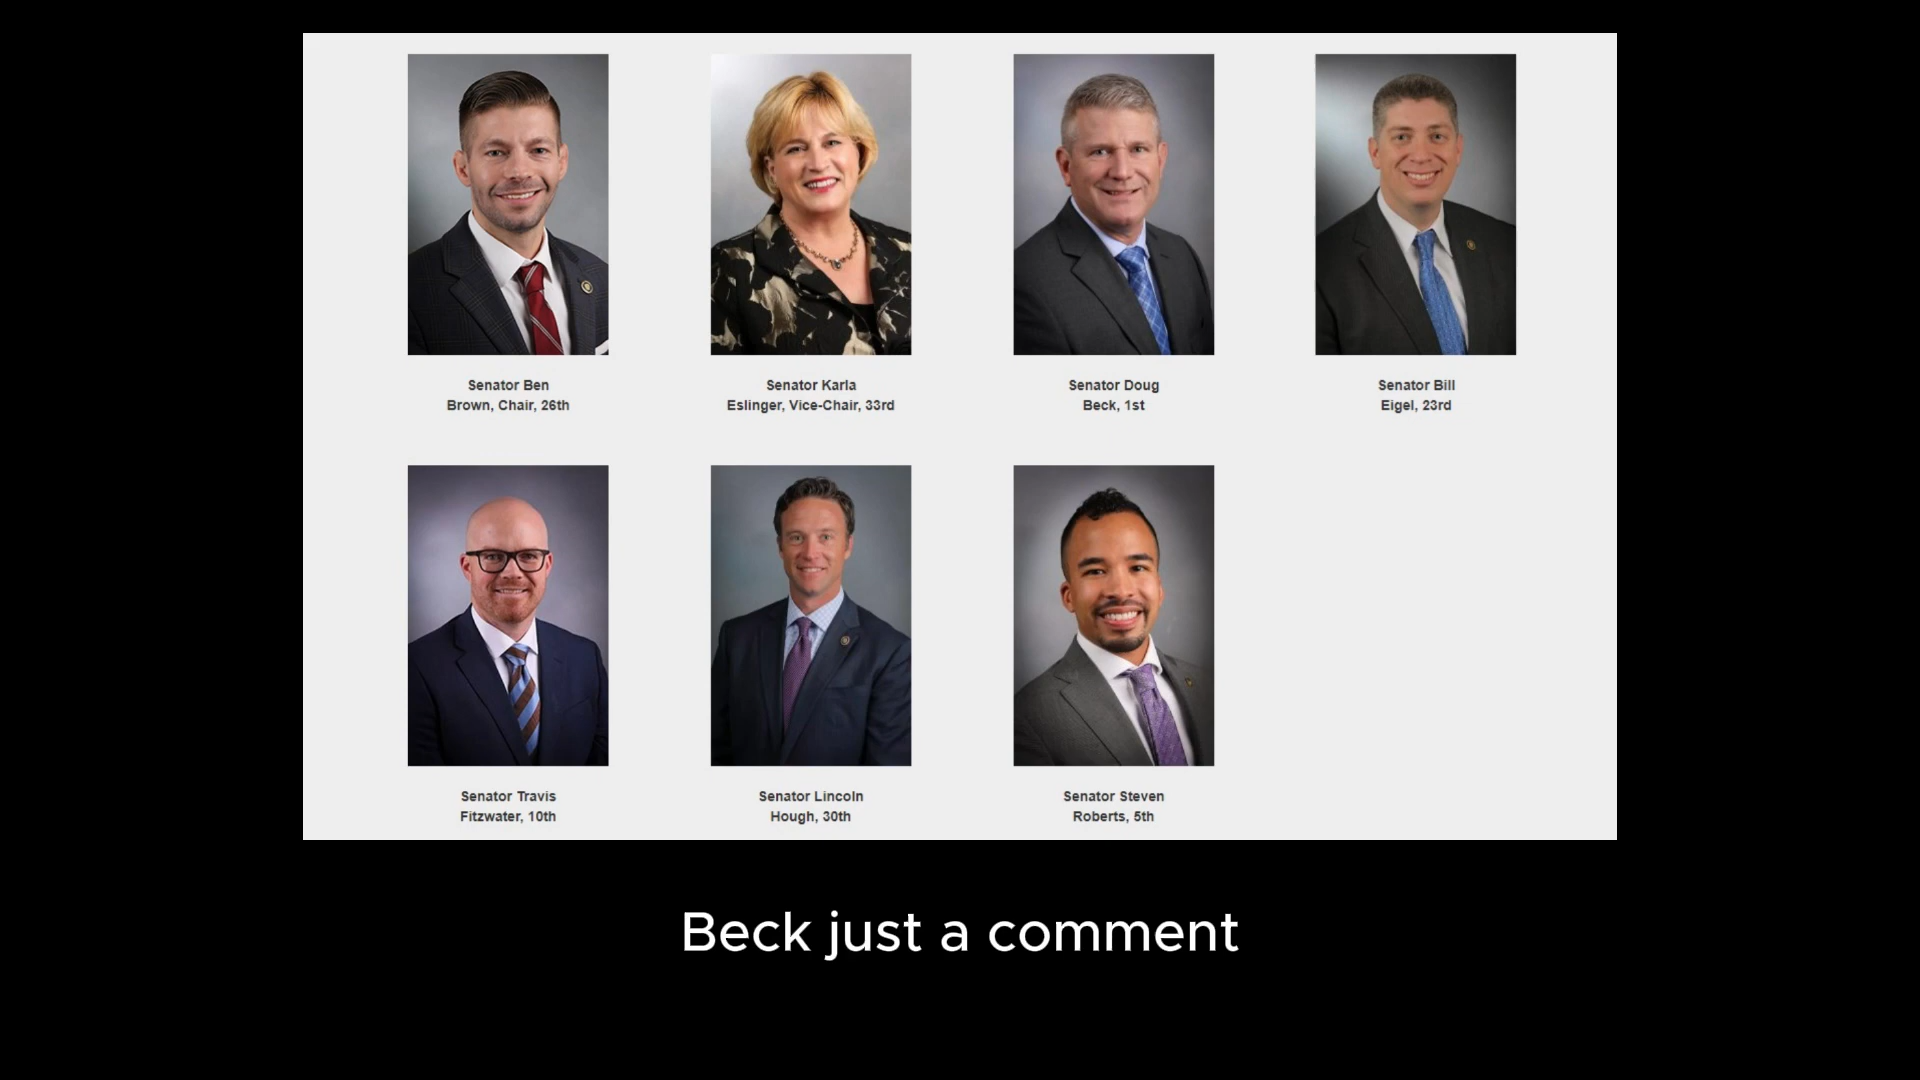 Senator Ben
Brown, Chair, 26th
Senator Karla
Eslinger, Vice-Chair, 33rd
Senator Doug
Beck, 1st
Senator Bill
Eigel, 23rd
Senator Travis
Fitzwater, 10th
Senator Lincoln
Hough, 30th
Senator Steven
Roberts, 5th
Beck just a comment